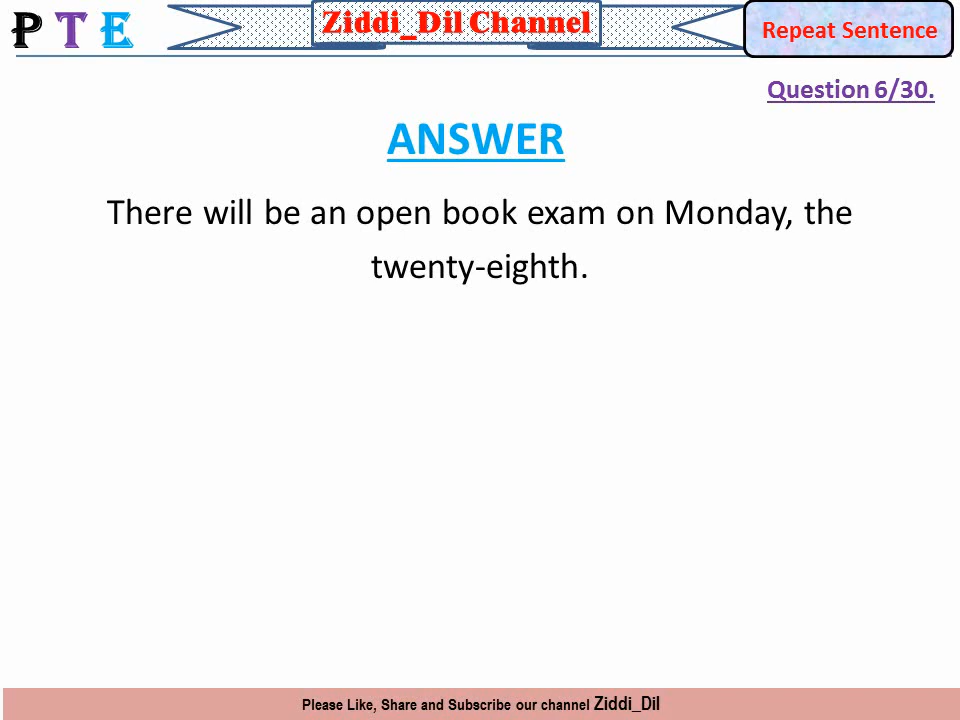 PTE
Ziddi_Dil Channel
Repeat Sentence
Question 6/30.
ANSWER
There will be an open book exam on Monday, the
twenty-eighth.
Please Like, Share and Subscribe our channel Ziddi_Dil